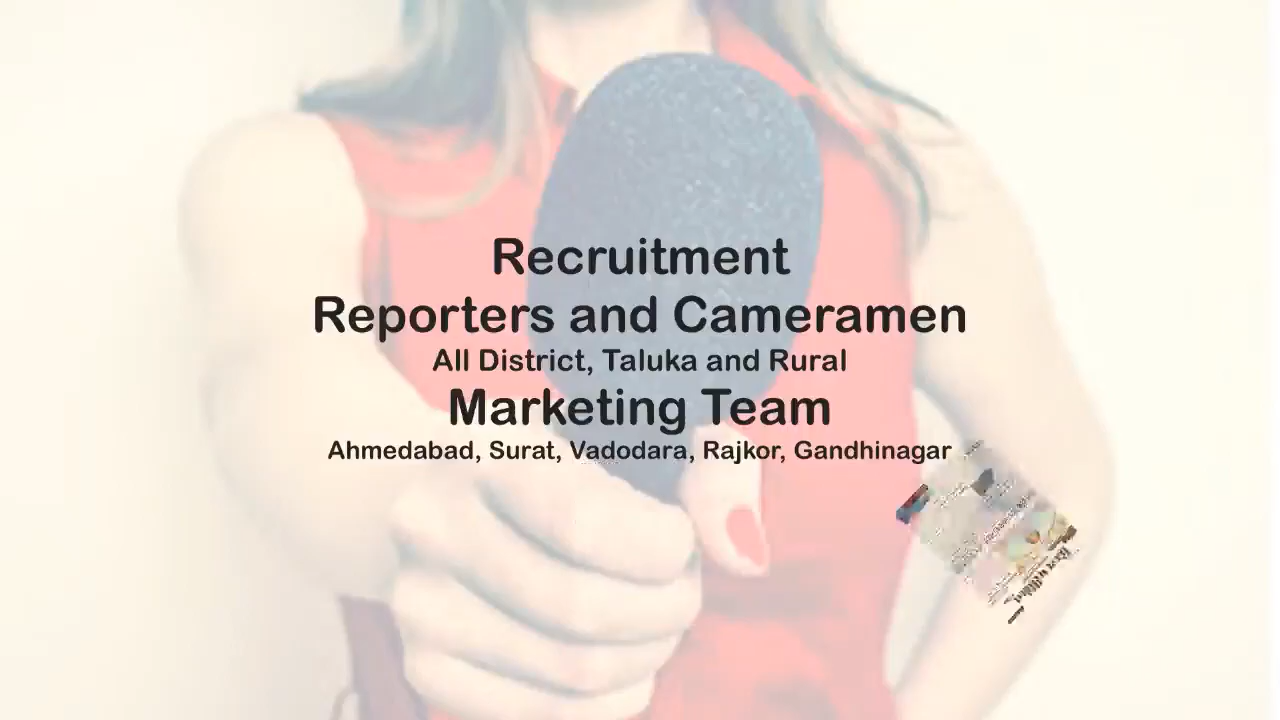 Recruitment
Reporters and Cameramen
All District, Taluka and Rural
Marketing Team
Ahmedabad, Surat, Vadodara, Rajkor, Gandhinagar